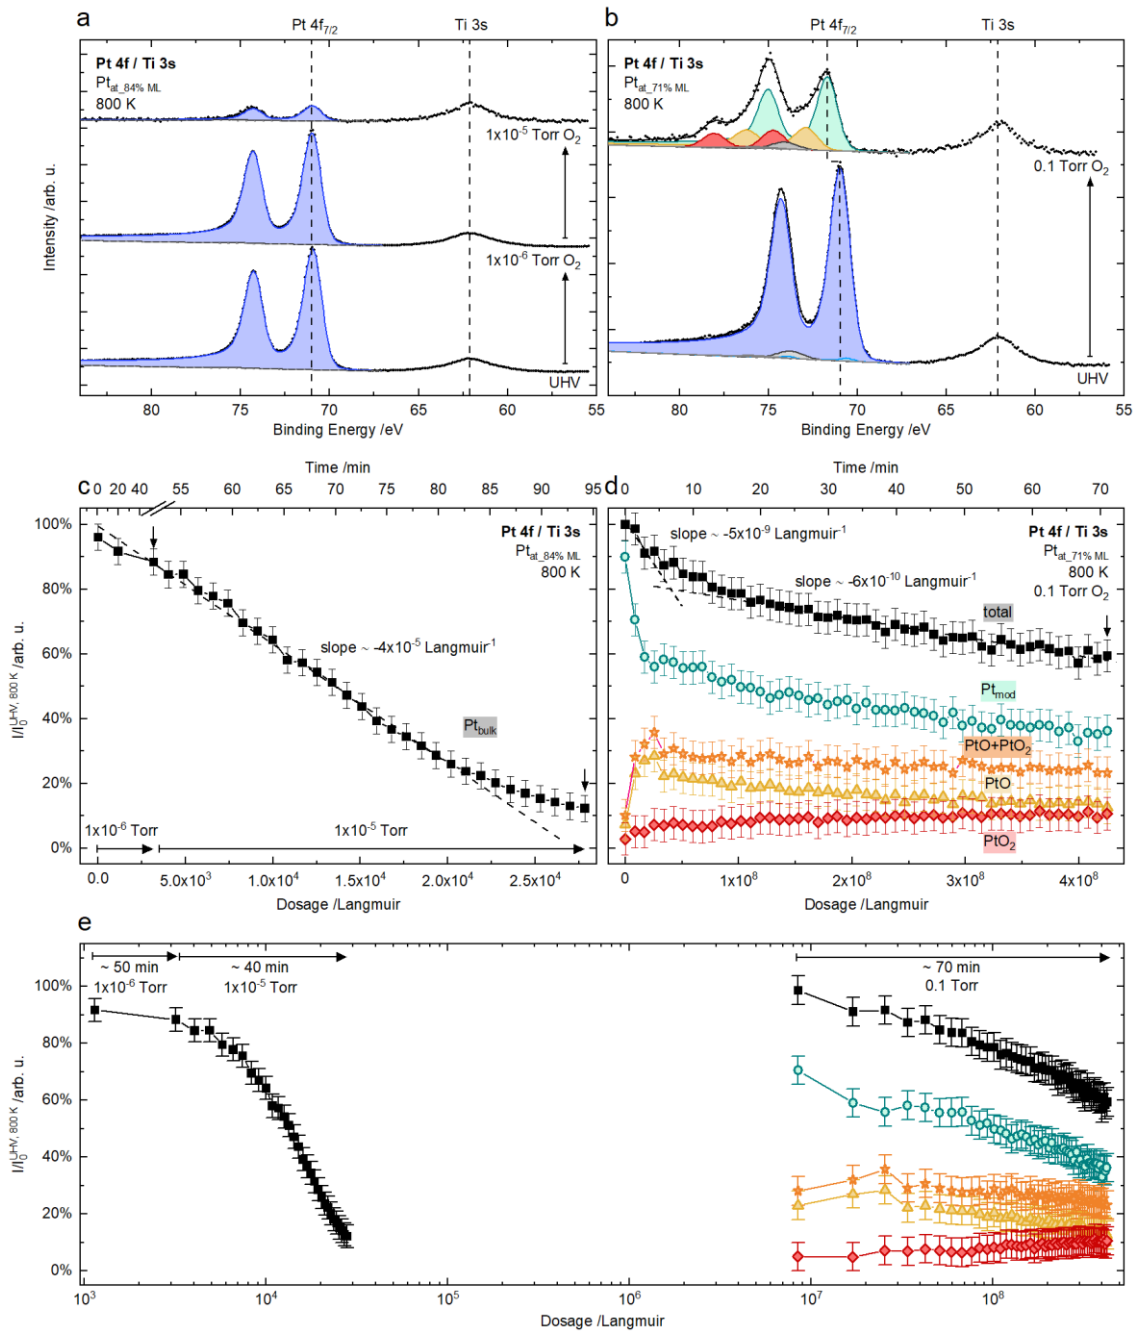 a
Pt 4f7/2
Ti 3s
Pt 4f / Ti 3s
Ptat_84% ML
800 K
1x10-5 Torr O2
1x10-6 Torr O2
UHV
Intensity /arb. u.
80 75 70 65 60 55
Binding Energy /eV
b
Pt 4f7/2
Ti 3s
Pt 4f / Ti 3s
Ptat_71% ML
800 K
0.1 Torr O2
UHV
80 75 70 65 60 55
Binding Energy /eV
c
Time /min
0 20 40 55 60 65 70 75 80 85 90 95
Pt 4f / Ti 3s
Ptat_84% ML
800 K
slope ~ -4x10-5 Langmuir-1
Ptbulk
1x10-6 Torr
1x10-5 Torr
I/I0UHV, 800 K /arb. u.
100%
80%
60%
40%
20%
0%
0.0 5.0x103 1.0x104 1.5x104 2.0x104 2.5x104
Dosage /Langmuir
d
Time /min
0 10 20 30 40 50 60 70
slope ~ -5x10-9 Langmuir-1
Pt 4f / Ti 3s
Ptat_71% ML
800 K
0.1 Torr O2
slope ~ -6x10-10 Langmuir-1
total
Ptmod
PtO+PtO2
PtO
PtO2
0 1x108 2x108 3x108 4x108
Dosage /Langmuir
e
~ 50 min
1x10-6 Torr
~ 40 min
1x10-5 Torr
~ 70 min
0.1 Torr
I/I0UHV, 800 K /arb. u.
100%
80%
60%
40%
20%
0%
103 104 105 106 107 108
Dosage /Langmuir